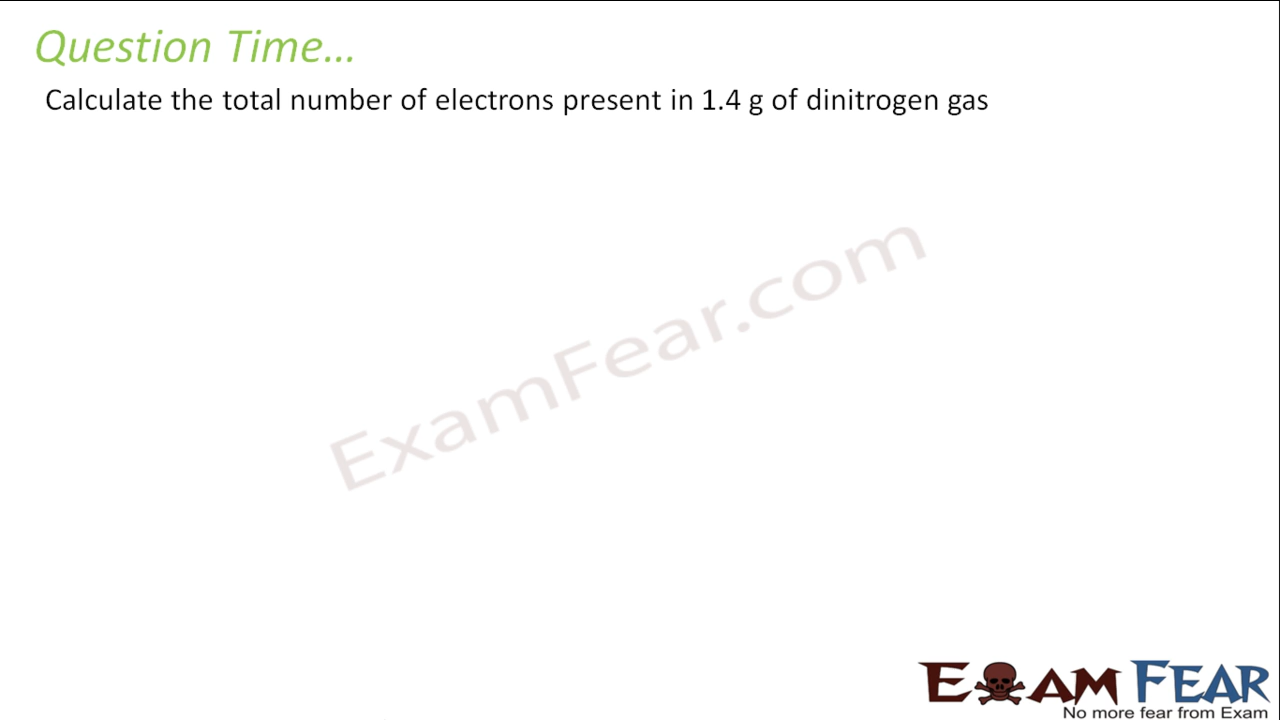 Question Time...
Calculate the total number of electrons present in 1.4 g of dinitrogen gas
ExamFear.com
EXAM FEAR
No more fear from Exam